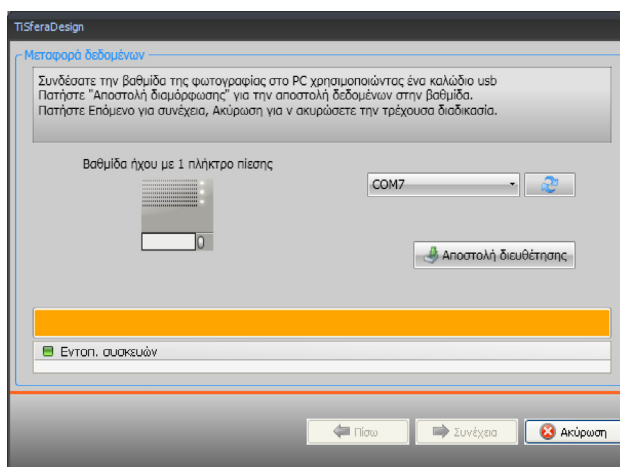 TiSferaDesign
Μεταφορά δεδομένων
Συνδέσατε την βαθμίδα της φωτογραφίας στο PC χρησιμοποιώντας ένα καλώδιο usb
Πατήστε "Αποστολή διαμόρφωσης" για την αποστολή δεδομένων στην βαθμίδα.
Πατήστε Επόμενο για συνέχεια, Ακύρωση για ν ακυρώσετε την τρέχουσα διαδικασία.
Βαθμίδα ήχου με 1 πλήκτρο πίεσης
COM7
Αποστολή διευθέτησης
Εντοπ. συσκευών
Πίσω
Συνέχεια
Ακύρωση